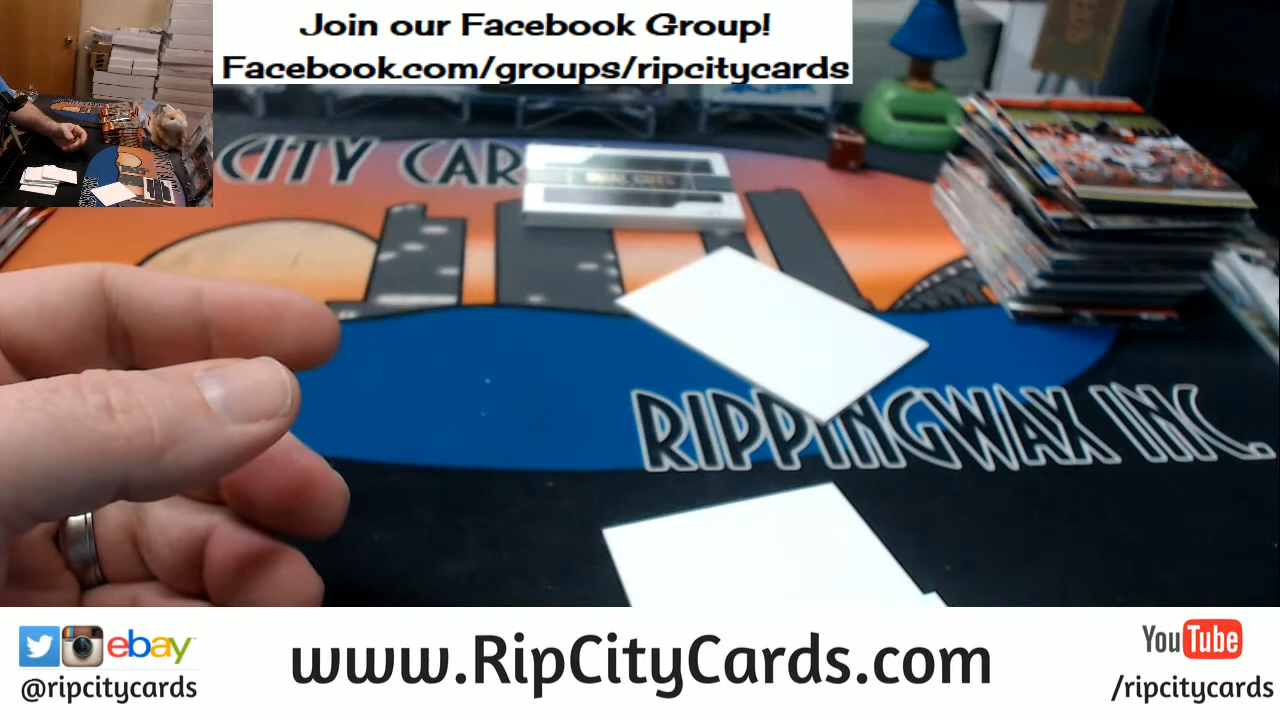 Join our Facebook Group!
Facebook.com/groups/ripcitycards
CITY CAR
RIPPINGWAX INC.
ebay
@ripcitycards
www.RipCityCards.com
YouTube
/ripcitycards